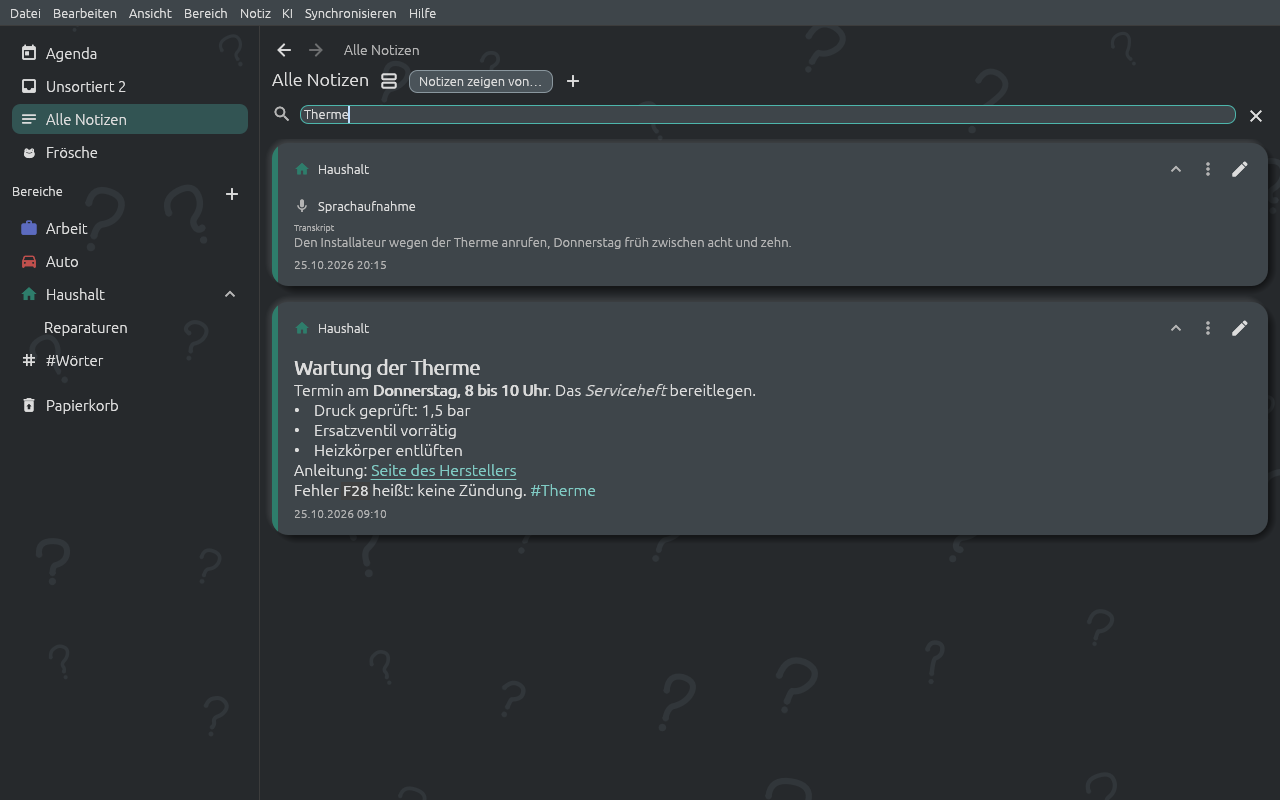 Datei Bearbeiten Ansicht Bereich Notiz KI Synchronisieren Hilfe
Agenda
Unsortiert 2
Alle Notizen
Frösche
Bereiche
Arbeit
Auto
Haushalt
Reparaturen
#Wörter
Papierkorb
Alle Notizen
Alle Notizen Notizen zeigen von…
Therme
Haushalt
Sprachaufnahme
Transkript
Den Installateur wegen der Therme anrufen, Donnerstag früh zwischen acht und zehn.
25.10.2026 20:15
Haushalt
Wartung der Therme
Termin am Donnerstag, 8 bis 10 Uhr. Das Serviceheft bereitlegen.
• Druck geprüft: 1,5 bar
• Ersatzventil vorrätig
• Heizkörper entlüften
Anleitung: Seite des Herstellers
Fehler F28 heißt: keine Zündung. #Therme
25.10.2026 09:10